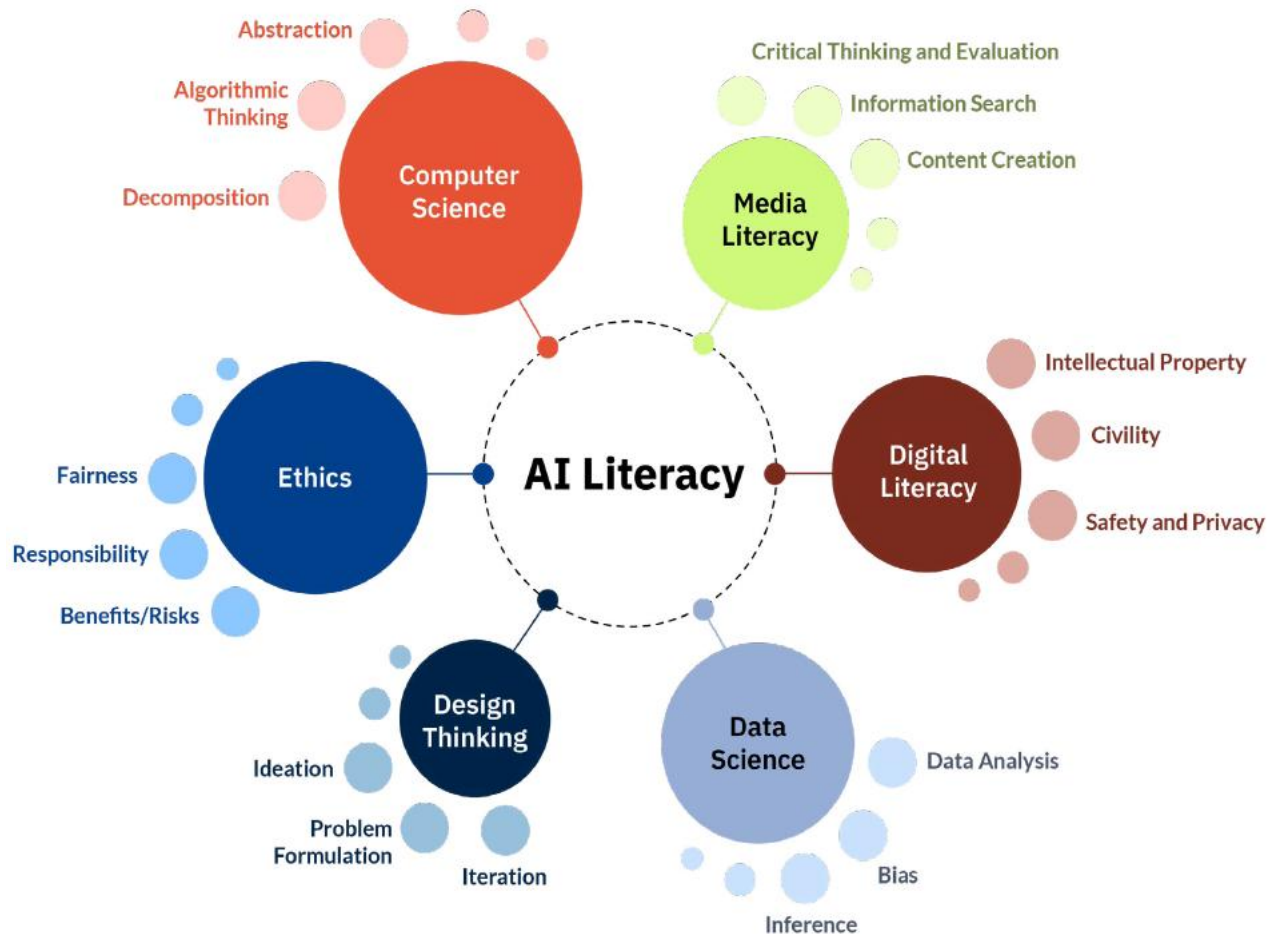 Abstraction
Algorithmic
Thinking
Decomposition
Computer
Science
Critical Thinking and Evaluation
Information Search
Content Creation
Media
Literacy
Intellectual Property
Civility
Safety and Privacy
Digital
Literacy
AI Literacy
Ethics
Fairness
Responsibility
Benefits/Risks
Design
Thinking
Ideation
Problem
Formulation
Iteration
Data
Science
Data Analysis
Bias
Inference